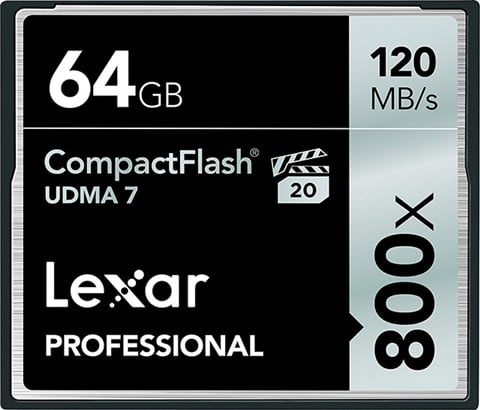 64GB
120
MB/s
CompactFlash®
UDMA 7
20
Lexar
PROFESSIONAL
800x